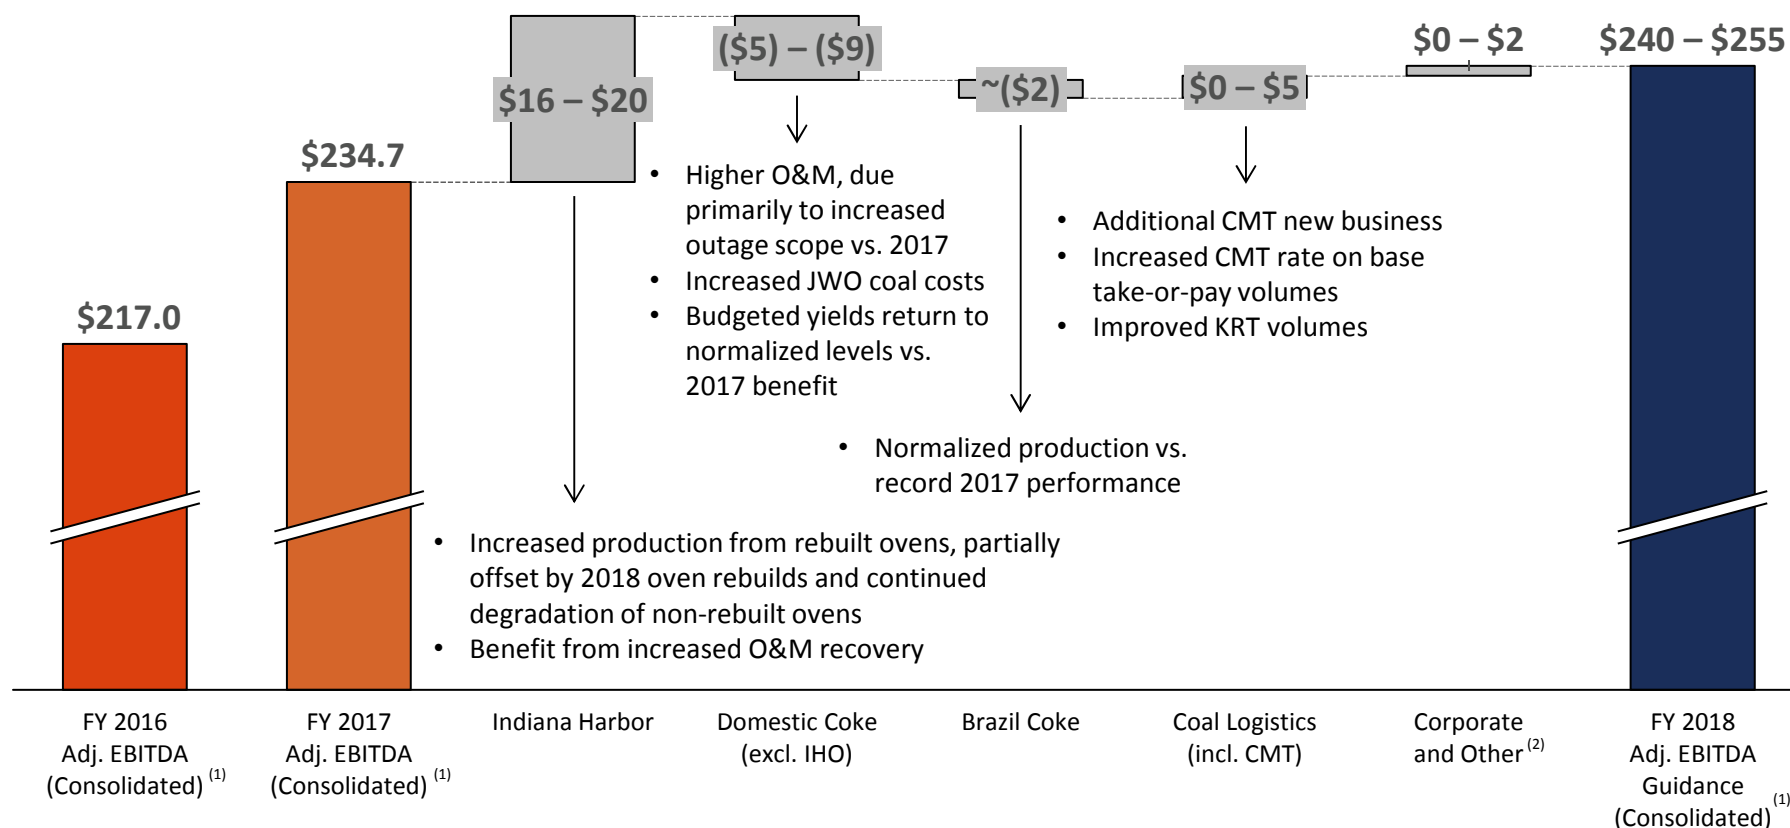 $217.0
$234.7
$16 – $20
($5) – ($9)
~($2)
$0 – $5
$0 – $2
$240 – $255
• Higher O&M, due
primarily to increased
outage scope vs. 2017
• Increased JWO coal costs
• Budgeted yields return to
normalized levels vs.
2017 benefit
• Additional CMT new business
• Increased CMT rate on base
take-or-pay volumes
• Improved KRT volumes
• Normalized production vs.
record 2017 performance
• Increased production from rebuilt ovens, partially
offset by 2018 oven rebuilds and continued
degradation of non-rebuilt ovens
• Benefit from increased O&M recovery
FY 2016
Adj. EBITDA
(Consolidated) (1)
FY 2017
Adj. EBITDA
(Consolidated) (1)
Indiana Harbor
Domestic Coke
(excl. IHO)
Brazil Coke
Coal Logistics
(incl. CMT)
Corporate
and Other (2)
FY 2018
Adj. EBITDA
Guidance
(Consolidated) (1)